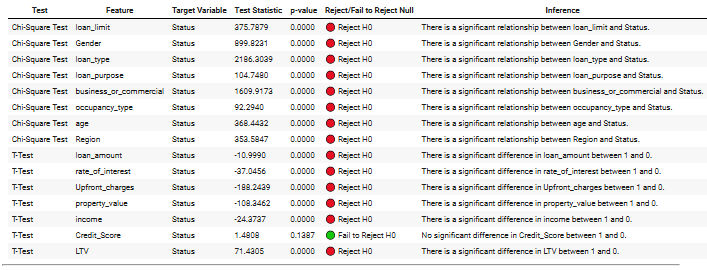 Test Feature Target Variable Test Statistic p-value Reject/Fail to Reject Null Inference
Chi-Square Test loan_limit Status 375.7879 0.0000 Reject H0 There is a significant relationship between loan_limit and Status.
Chi-Square Test Gender Status 899.8231 0.0000 Reject H0 There is a significant relationship between Gender and Status.
Chi-Square Test loan_type Status 2186.3039 0.0000 Reject H0 There is a significant relationship between loan_type and Status.
Chi-Square Test loan_purpose Status 104.7480 0.0000 Reject H0 There is a significant relationship between loan_purpose and Status.
Chi-Square Test business_or_commercial Status 1609.9173 0.0000 Reject H0 There is a significant relationship between business_or_commercial and Status.
Chi-Square Test occupancy_type Status 92.2940 0.0000 Reject H0 There is a significant relationship between occupancy_type and Status.
Chi-Square Test age Status 368.4432 0.0000 Reject H0 There is a significant relationship between age and Status.
Chi-Square Test Region Status 353.5847 0.0000 Reject H0 There is a significant relationship between Region and Status.
T-Test loan_amount Status -10.9990 0.0000 Reject H0 There is a significant difference in loan_amount between 1 and 0.
T-Test rate_of_interest Status -37.0456 0.0000 Reject H0 There is a significant difference in rate_of_interest between 1 and 0.
T-Test Upfront_charges Status -188.2439 0.0000 Reject H0 There is a significant difference in Upfront_charges between 1 and 0.
T-Test property_value Status -108.3462 0.0000 Reject H0 There is a significant difference in property_value between 1 and 0.
T-Test income Status -24.3737 0.0000 Reject H0 There is a significant difference in income between 1 and 0.
T-Test Credit_Score Status 1.4808 0.1387 Fail to Reject H0 No significant difference in Credit_Score between 1 and 0.
T-Test LTV Status 71.4305 0.0000 Reject H0 There is a significant difference in LTV between 1 and 0.